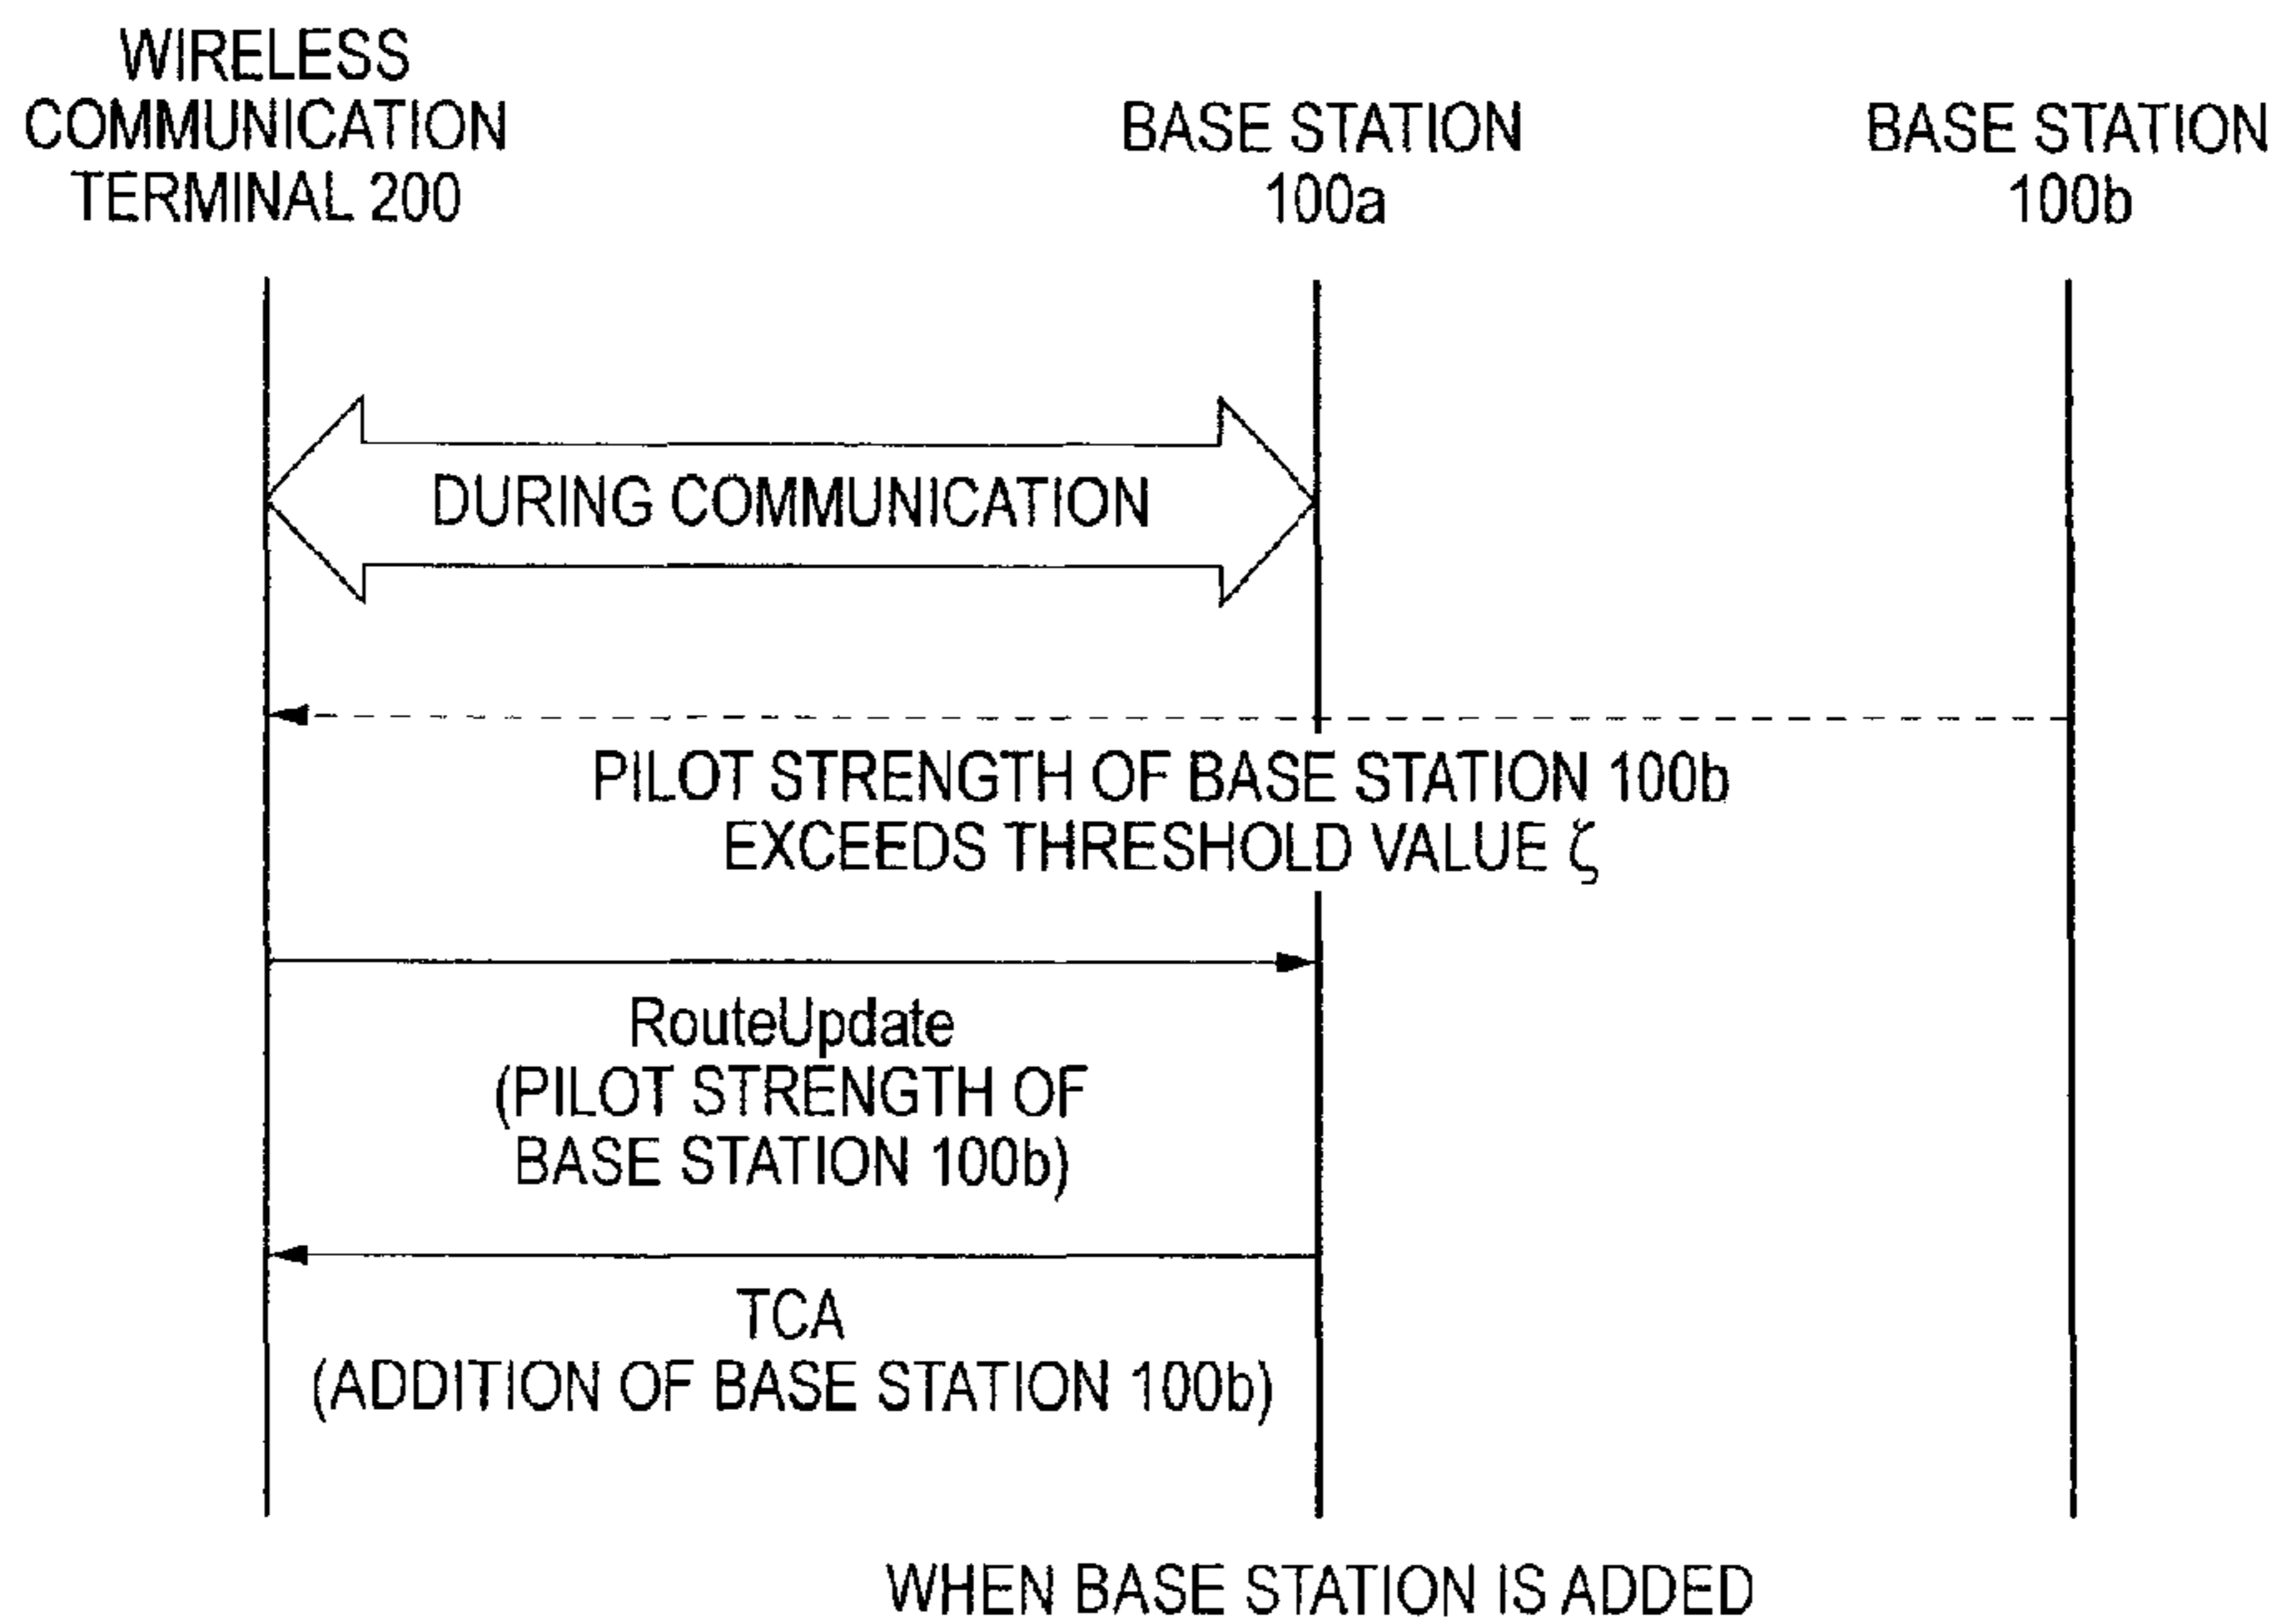 WIRELESS
COMMUNICATION
TERMINAL 200
BASE STATION
100a
BASE STATION
100b
DURING COMMUNICATION
PILOT STRENGTH OF BASE STATION 100b
EXCEEDS THRESHOLD VALUE ζ
RouteUpdate
(PILOT STRENGTH OF
BASE STATION 100b)
TCA
(ADDITION OF BASE STATION 100b)
WHEN BASE STATION IS ADDED